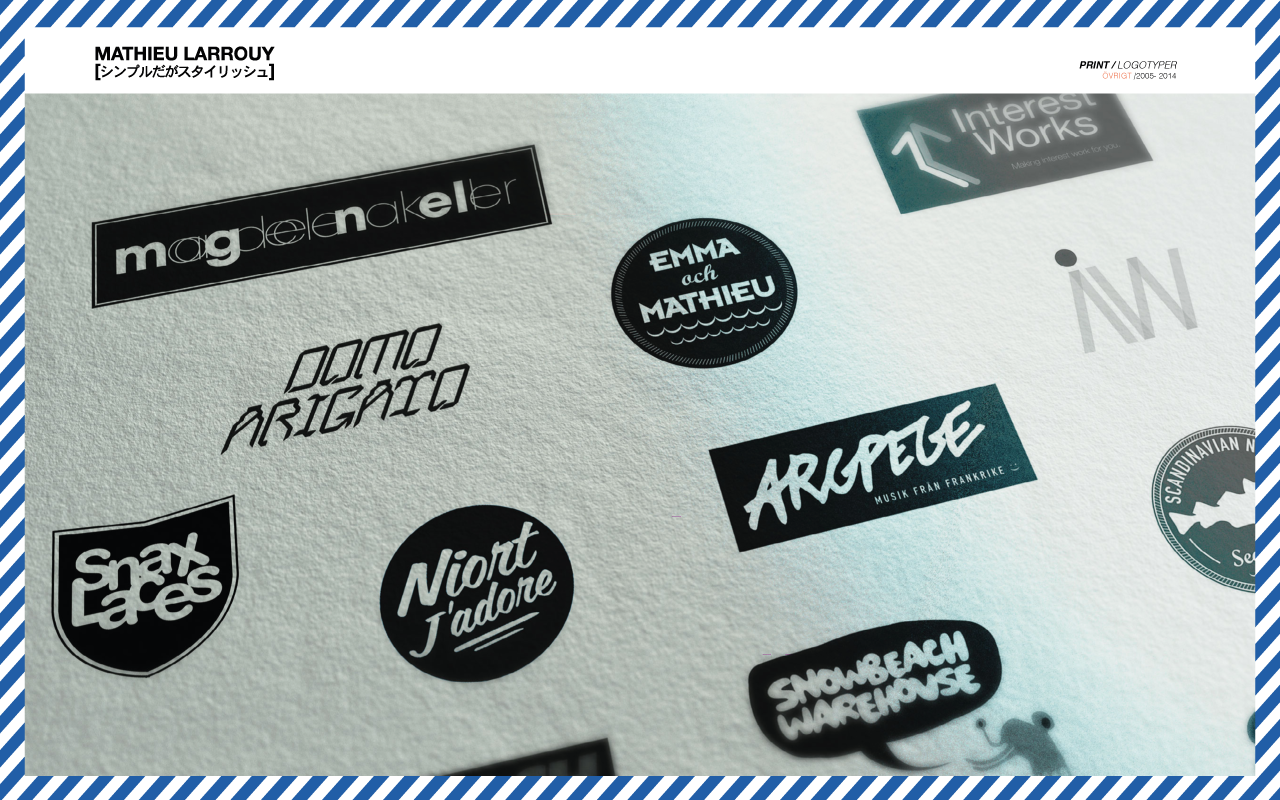 MATHIEU LARROUY
[シンプルだがスタイリッシュ]
PRINT / LOGOTYPER
ÖVRIGT /2005- 2014
Interest
Works
Making interest work for you.
magdelenakeller
EMMA
och
MATHIEU
iW
DOMO
ARIGATO
ARGPEGE
MUSIK FRÅN FRANKRIKE
SCANDINAVIAN
Snax
Laces
Niort
J'adore
SNOWBEACH
WAREHOUSE